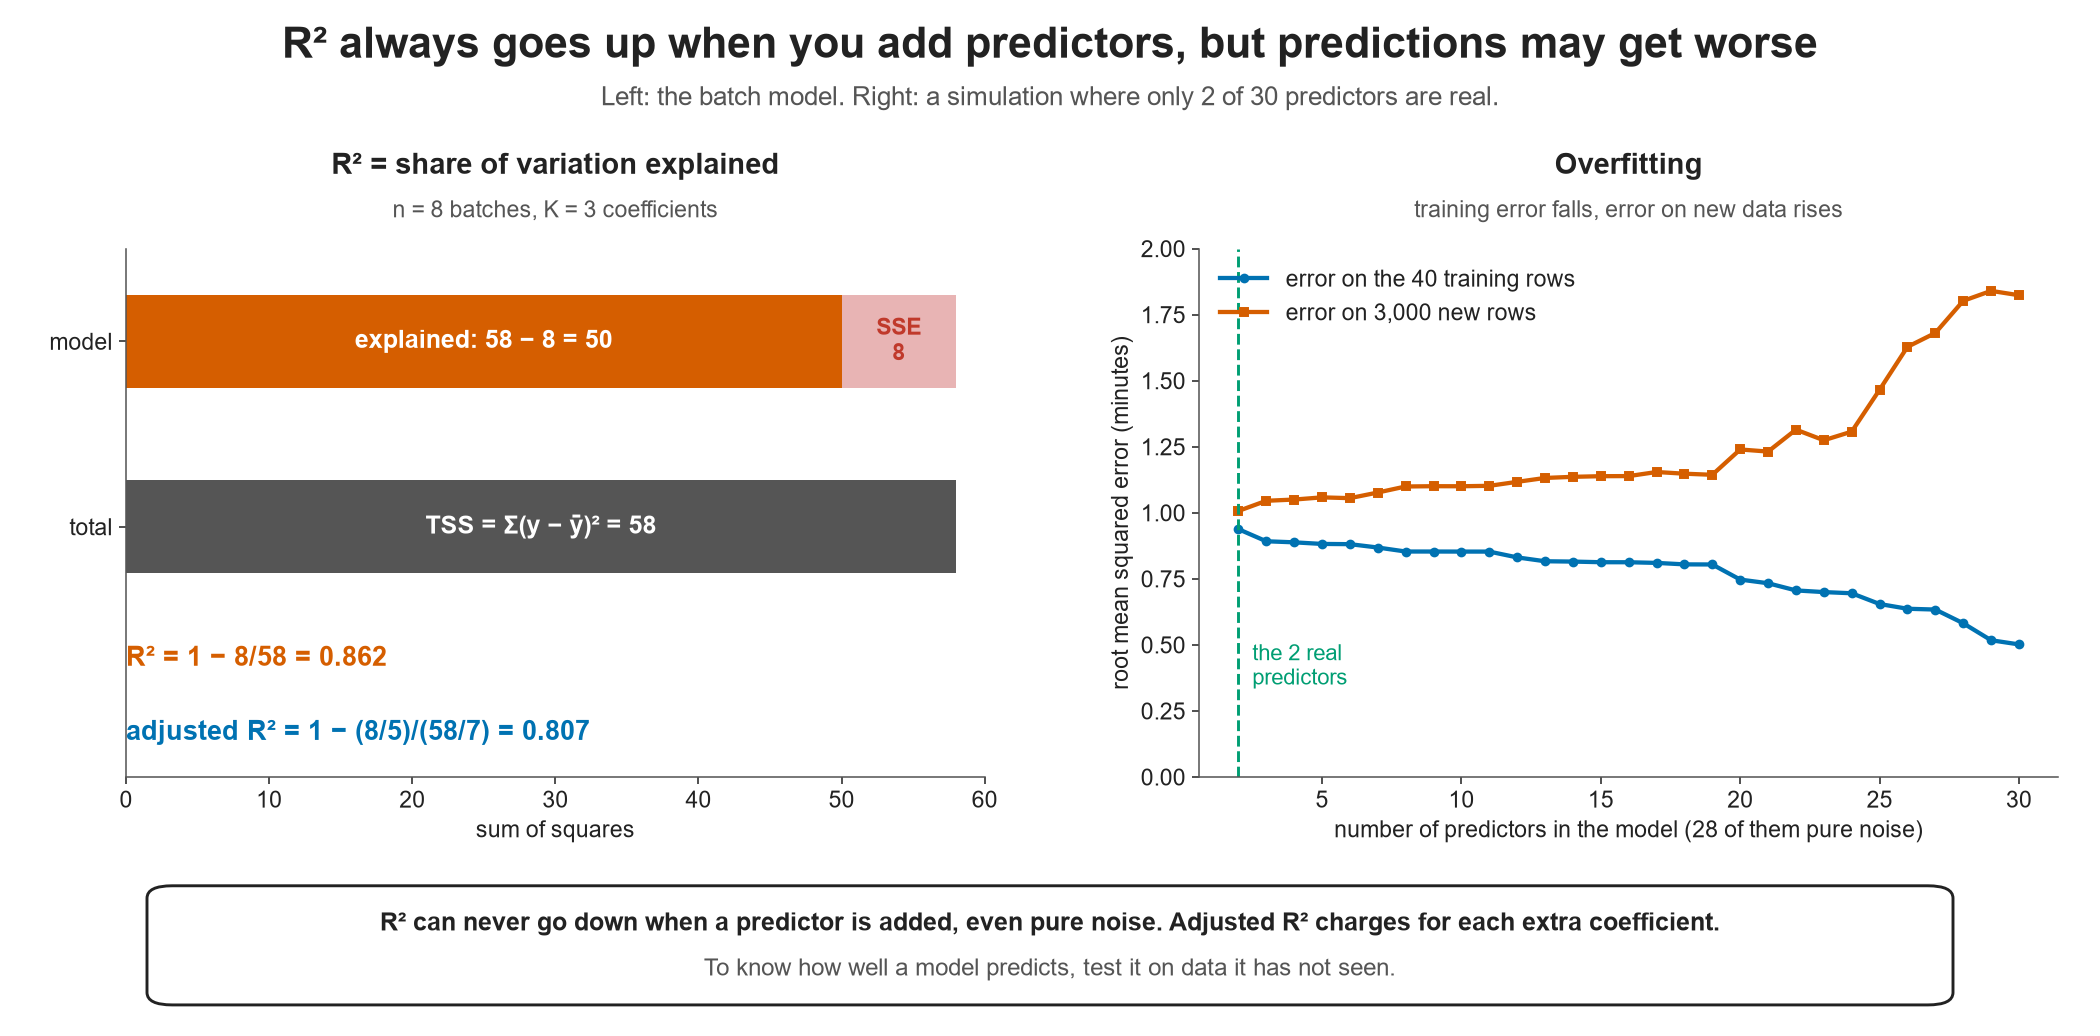 R² always goes up when you add predictors, but predictions may get worse
Left: the batch model. Right: a simulation where only 2 of 30 predictors are real.
R² = share of variation explained
n = 8 batches, K = 3 coefficients
model
explained: 58 − 8 = 50
SSE
8
total
TSS = Σ(y − ȳ)² = 58
R² = 1 − 8/58 = 0.862
adjusted R² = 1 − (8/5)/(58/7) = 0.807
0 10 20 30 40 50 60
sum of squares
Overfitting
training error falls, error on new data rises
error on the 40 training rows
error on 3,000 new rows
root mean squared error (minutes)
2.00
1.75
1.50
1.25
1.00
0.75
0.50
0.25
0.00
the 2 real
predictors
5 10 15 20 25 30
number of predictors in the model (28 of them pure noise)
R² can never go down when a predictor is added, even pure noise. Adjusted R² charges for each extra coefficient.
To know how well a model predicts, test it on data it has not seen.